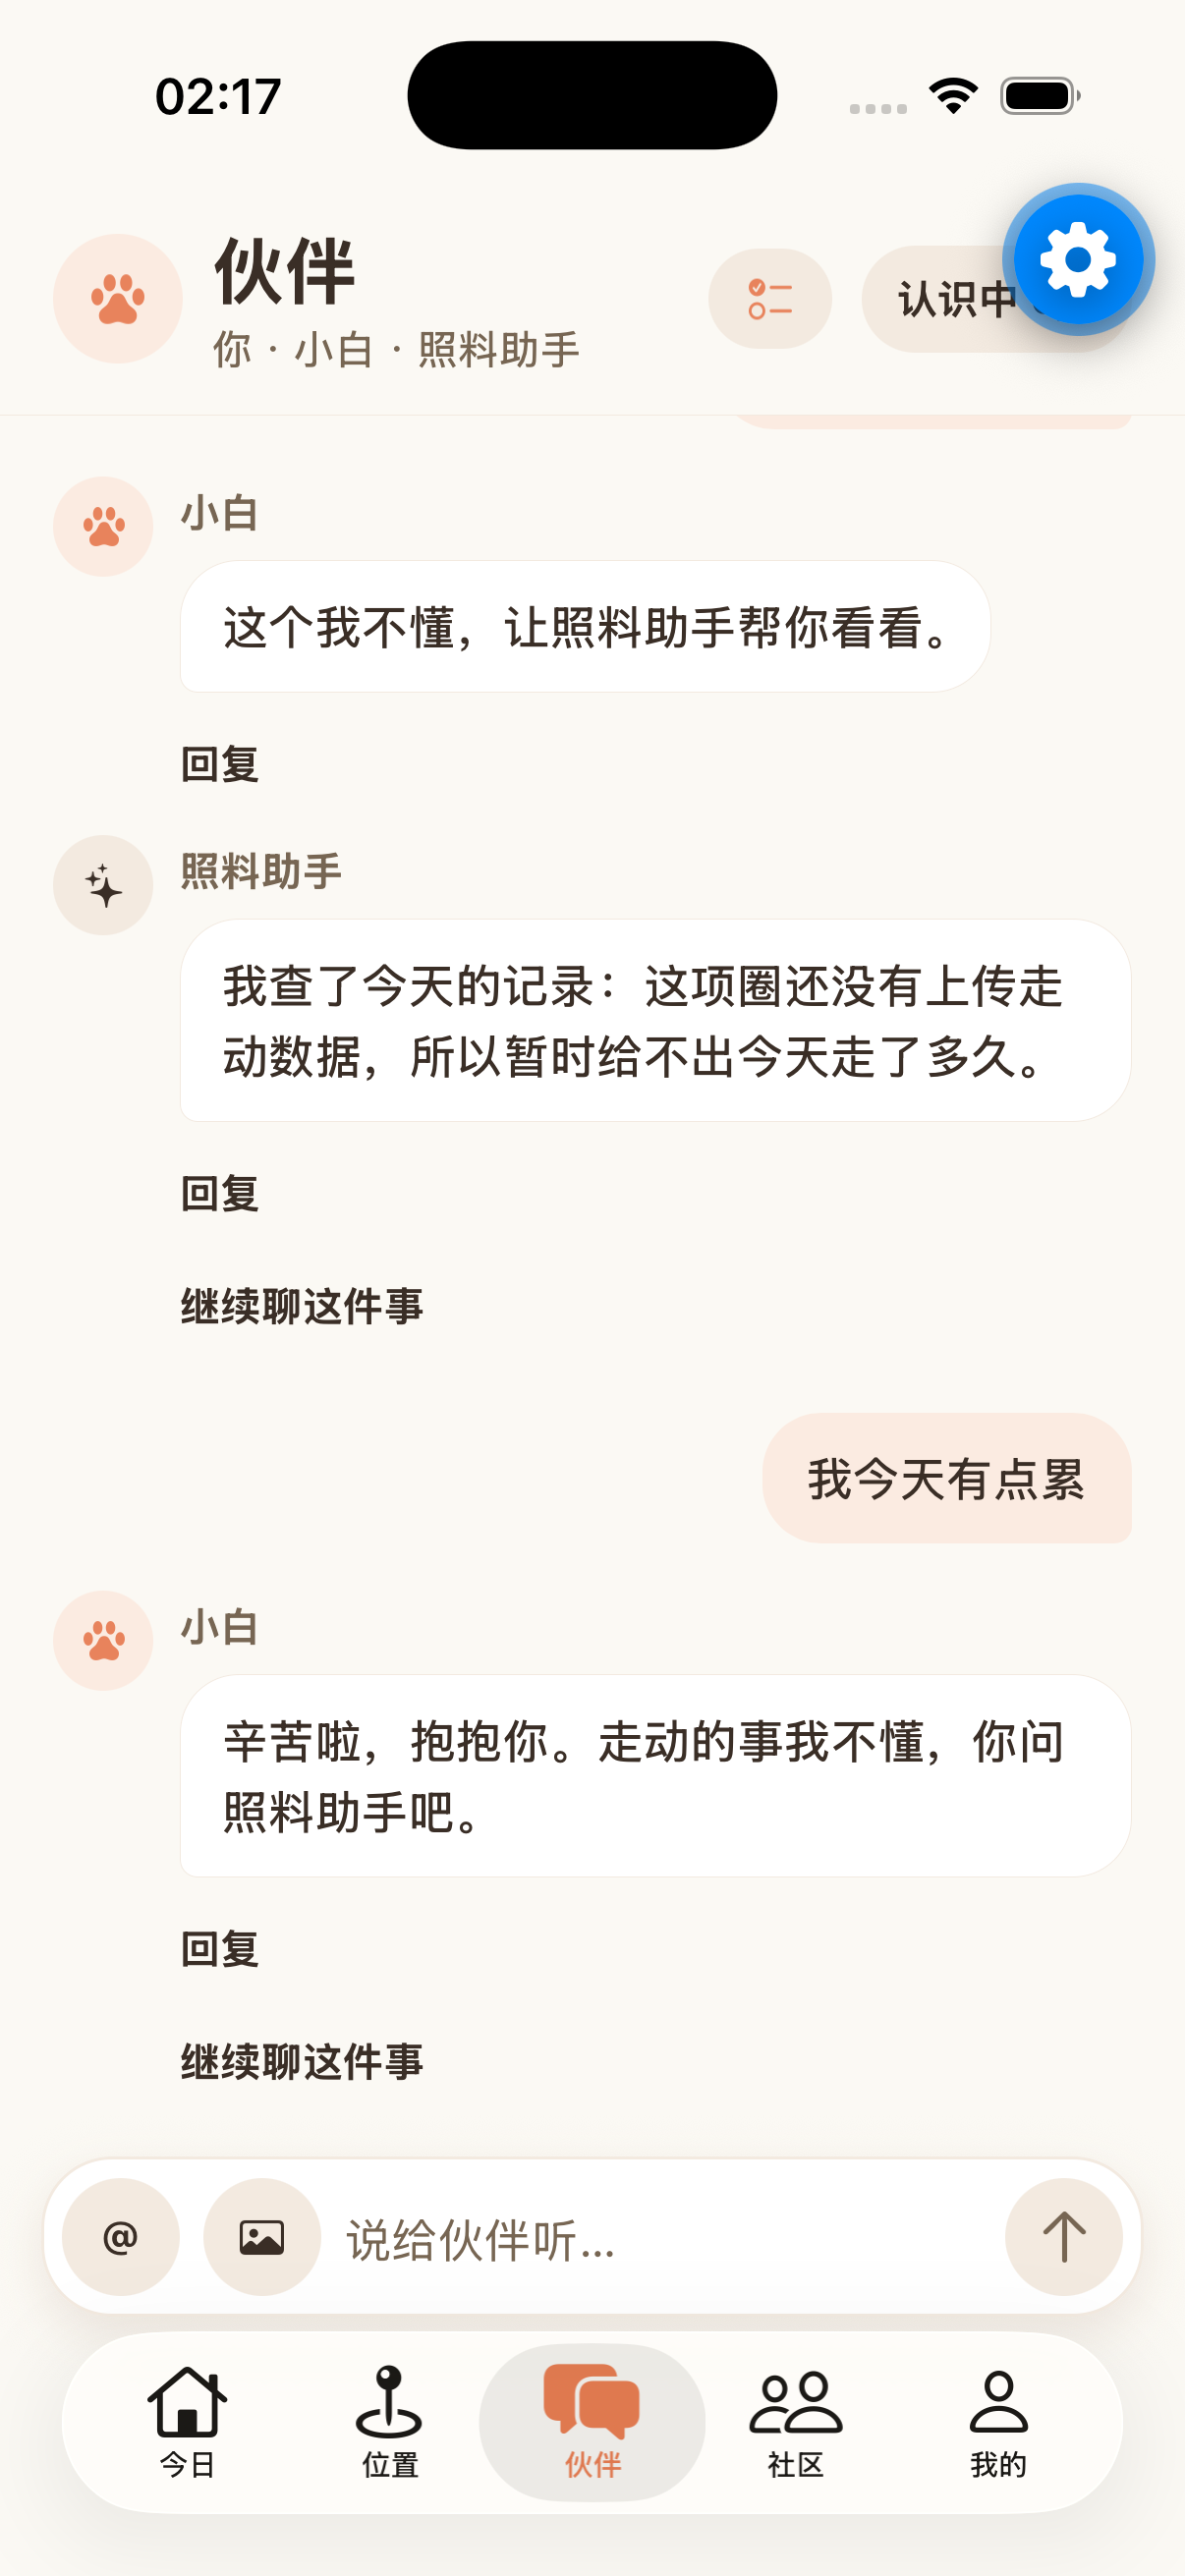 02:17
伙伴
你 · 小白 · 照料助手
认识中
小白
这个我不懂，让照料助手帮你看看。
回复
照料助手
我查了今天的记录：这项圈还没有上传走
动数据，所以暂时给不出今天走了多久。
回复
继续聊这件事
我今天有点累
小白
辛苦啦，抱抱你。走动的事我不懂，你问
照料助手吧。
回复
继续聊这件事
@
说给伙伴听...
今日
位置
伙伴
社区
我的